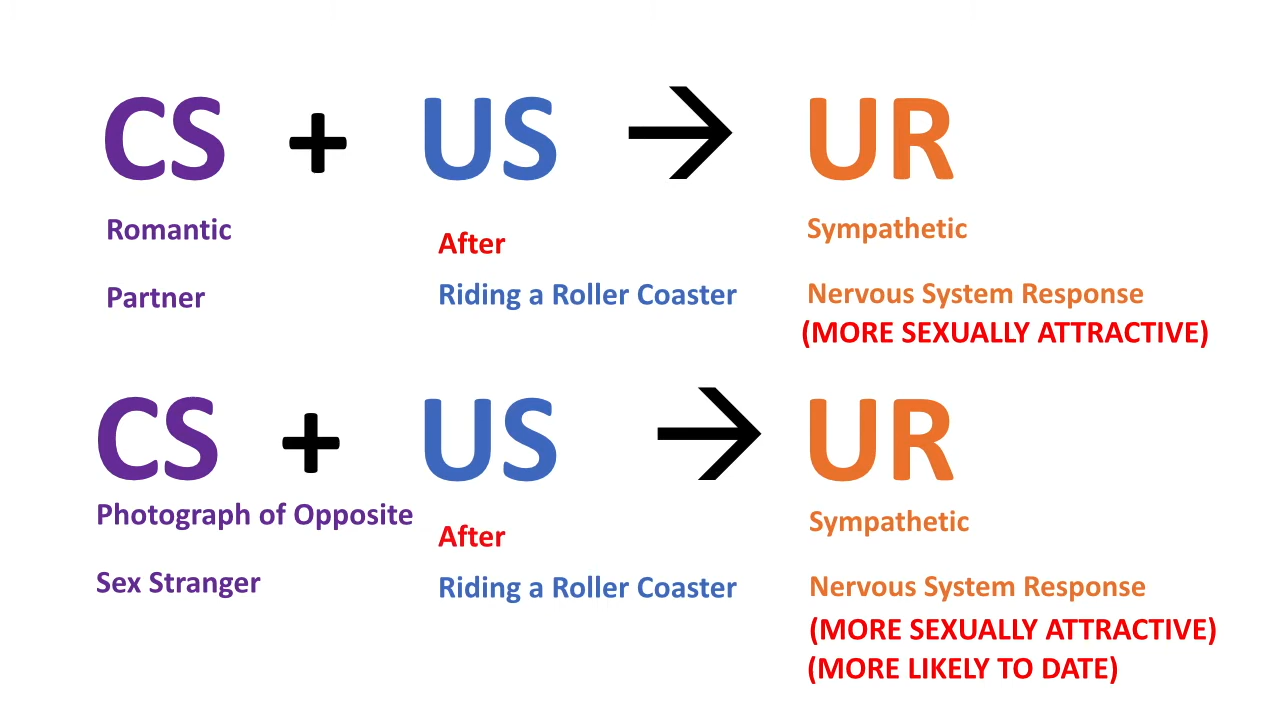 CS + US → UR
Romantic
Partner
After
Riding a Roller Coaster
Sympathetic
Nervous System Response
(MORE SEXUALLY ATTRACTIVE)
CS + US → UR
Photograph of Opposite
Sex Stranger
After
Riding a Roller Coaster
Sympathetic
Nervous System Response
(MORE SEXUALLY ATTRACTIVE)
(MORE LIKELY TO DATE)